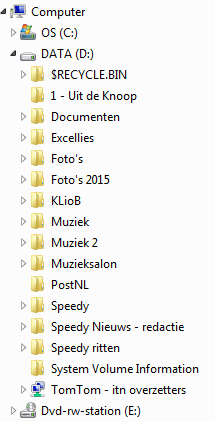 Computer
OS (C:)
DATA (D:)
$RECYCLE.BIN
1 - Uit de Knoop
Documenten
Excellies
Foto's
Foto's 2015
KLioB
Muziek
Muziek 2
Muzieksalon
PostNL
Speedy
Speedy Nieuws - redactie
Speedy ritten
System Volume Information
TomTom - itn overzetters
Dvd-rw-station (E:)